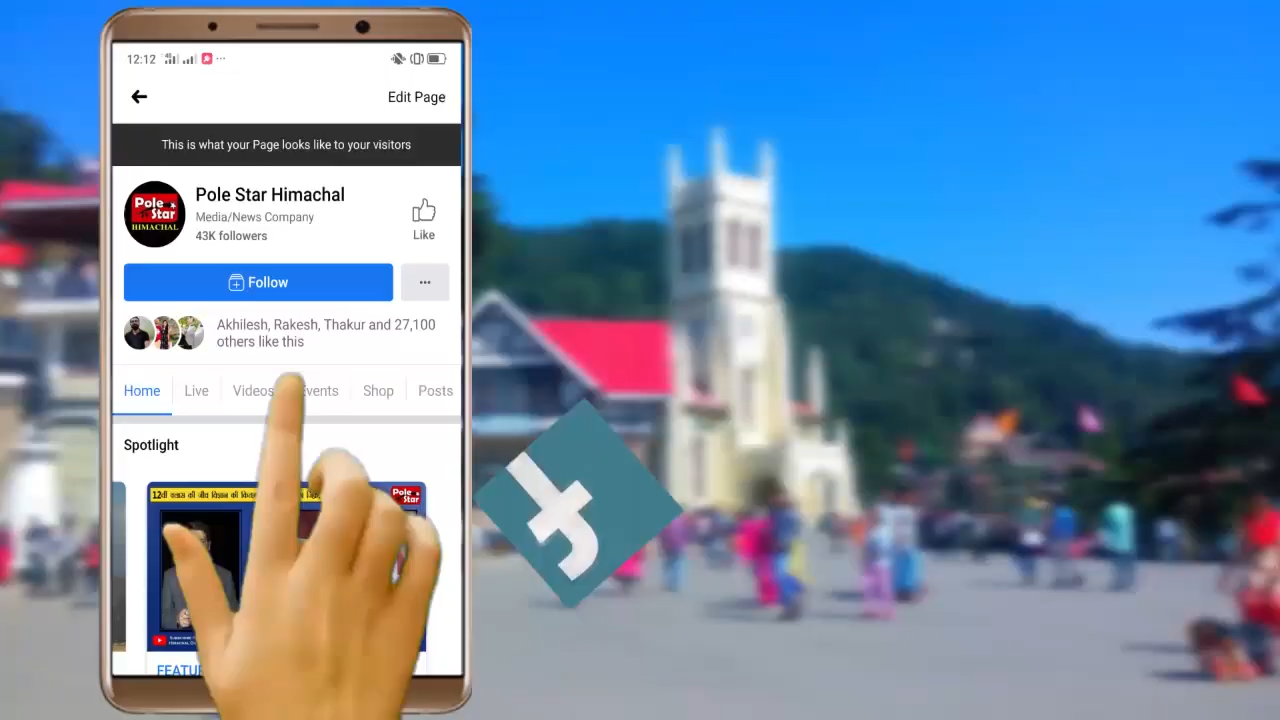 12:12
Edit Page
This is what your Page looks like to your visitors
Pole Star
HIMACHAL
Pole Star Himachal
Media/News Company
43K followers
Like
Follow
Akhilesh, Rakesh, Thakur and 27,100
others like this
Home Live Videos Shop Posts
Spotlight
12वीं क्लास की जीव विज्ञान की
Pole Star